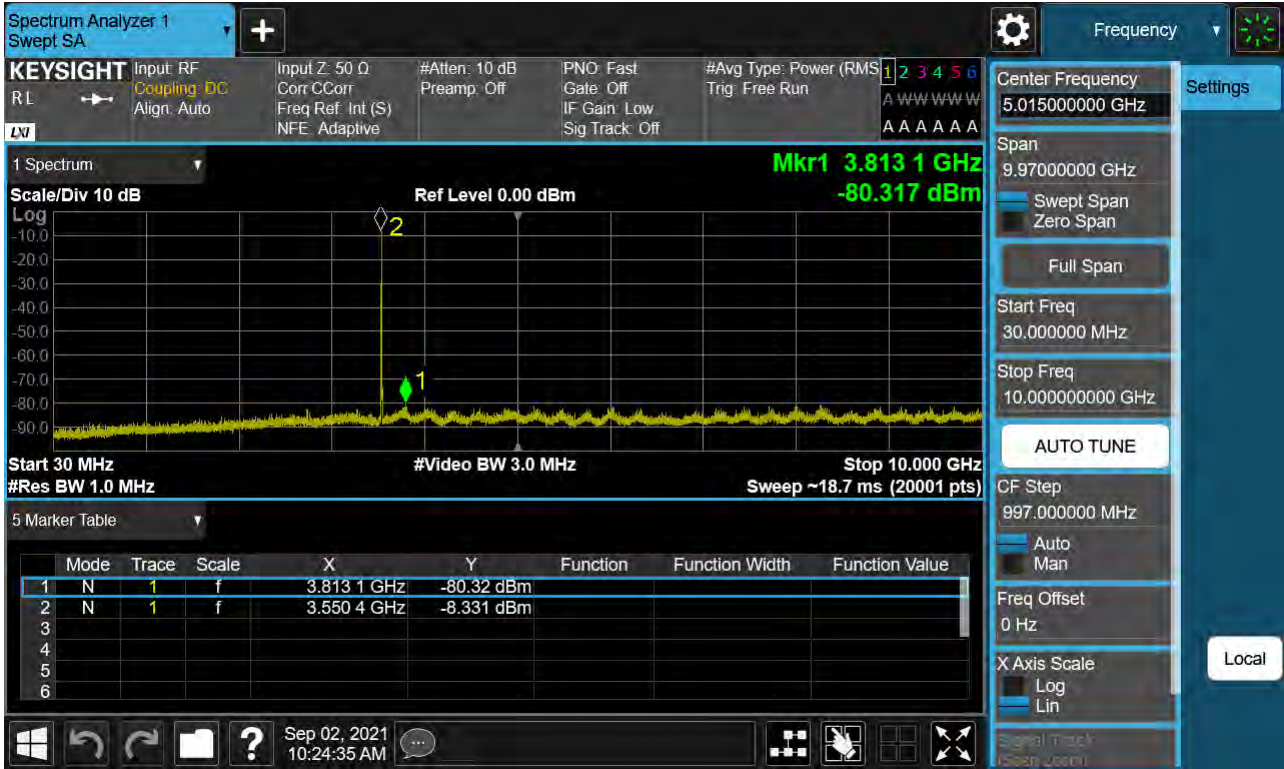 Spectrum Analyzer 1
Swept SA
+
Frequency
KEYSIGHT
RL
LXI
Input: RF
Coupling: DC
Align: Auto
Input Z: 50 Ω
Corr CCorr
Freq Ref: Int (S)
NFE: Adaptive
#Atten: 10 dB
Preamp: Off
PNO: Fast
Gate: Off
IF Gain: Low
Sig Track: Off
#Avg Type: Power (RMS
Trig: Free Run
1 2 3 4 5 6
A W W W W W
A A A A A A
1 Spectrum
Scale/Div 10 dB
Ref Level 0.00 dBm
Mkr1 3.813 1 GHz
-80.317 dBm
Log
-10.0
-20.0
-30.0
-40.0
-50.0
-60.0
-70.0
-80.0
-90.0
2
1
Start 30 MHz
#Video BW 3.0 MHz
Stop 10.000 GHz
#Res BW 1.0 MHz
Sweep ~18.7 ms (20001 pts)
5 Marker Table
Mode Trace Scale X Y Function Function Width Function Value
1 N 1 f 3.813 1 GHz -80.32 dBm
2 N 1 f 3.550 4 GHz -8.331 dBm
3
4
5
6
?
Sep 02, 2021
10:24:35 AM
Center Frequency
5.015000000 GHz
Span
9.97000000 GHz
Swept Span
Zero Span
Full Span
Start Freq
30.000000 MHz
Stop Freq
10.000000000 GHz
AUTO TUNE
CF Step
997.000000 MHz
Auto
Man
Freq Offset
0 Hz
X Axis Scale
Log
Lin
Signal Track
(Span Zoom)
Settings
Local